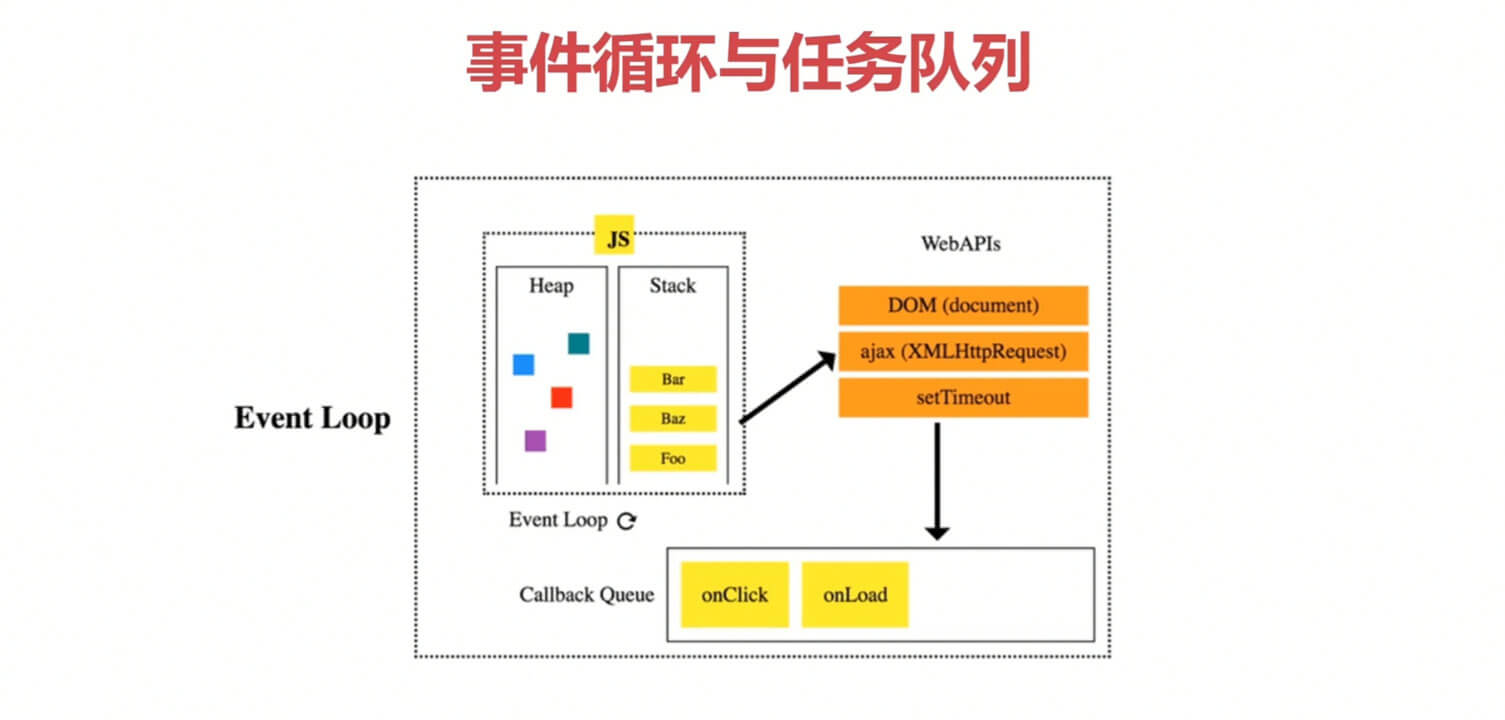 事件循环与任务队列
JS
Heap
Stack
Bar
Baz
Foo
WebAPIs
DOM (document)
ajax (XMLHttpRequest)
setTimeout
Event Loop
Event Loop
Callback Queue
onClick
onLoad